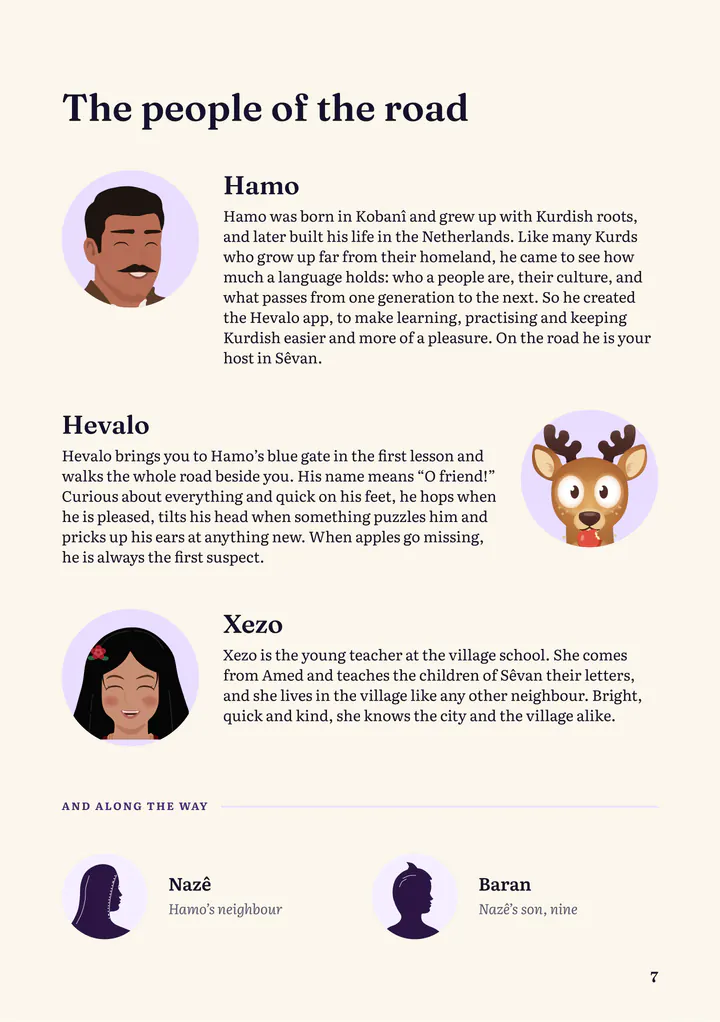 The people of the road
Hamo
Hamo was born in Kobanî and grew up with Kurdish roots,
and later built his life in the Netherlands. Like many Kurds
who grow up far from their homeland, he came to see how
much a language holds: who a people are, their culture, and
what passes from one generation to the next. So he created
the Hevalo app, to make learning, practising and keeping
Kurdish easier and more of a pleasure. On the road he is your
host in Sêvan.
Hevalo
Hevalo brings you to Hamo’s blue gate in the first lesson and
walks the whole road beside you. His name means “O friend!”
Curious about everything and quick on his feet, he hops when
he is pleased, tilts his head when something puzzles him and
pricks up his ears at anything new. When apples go missing,
he is always the first suspect.
Xezo
Xezo is the young teacher at the village school. She comes
from Amed and teaches the children of Sêvan their letters,
and she lives in the village like any other neighbour. Bright,
quick and kind, she knows the city and the village alike.
AND ALONG THE WAY
Nazê
Hamo’s neighbour
Baran
Nazê’s son, nine
7